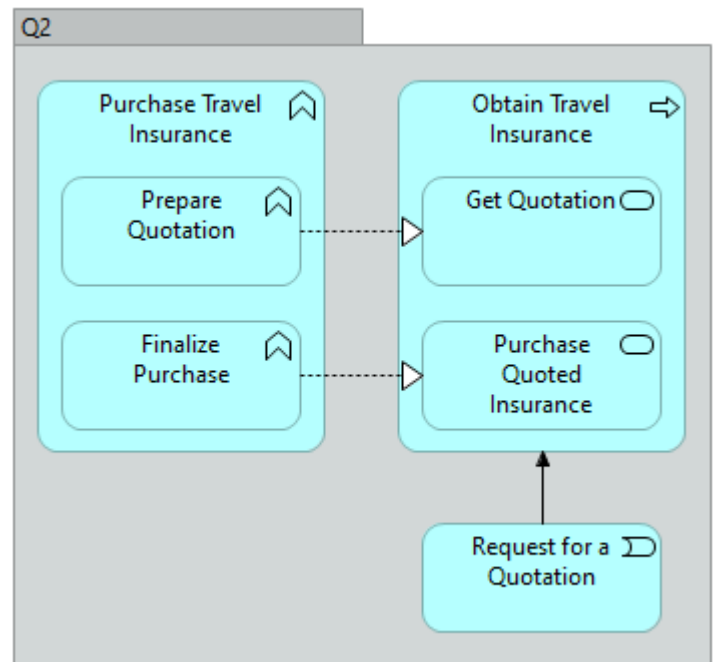 Q2
Purchase Travel
Insurance
Prepare
Quotation
Finalize
Purchase
Obtain Travel
Insurance
Get Quotation
Purchase
Quoted
Insurance
Request for a
Quotation